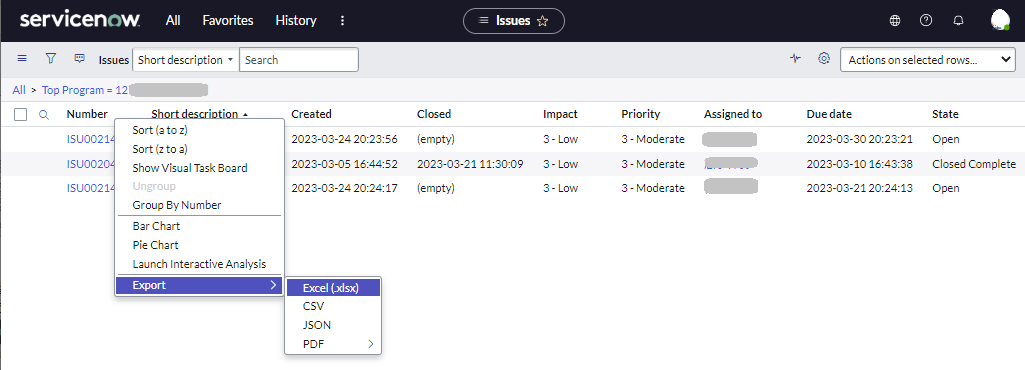 servicenow. All Favorites History Issues
Issues Short description Search Actions on selected rows...
All > Top Program = 12
Number Short description Created Closed Impact Priority Assigned to Due date State
ISU00214 2023-03-24 20:23:56 (empty) 3 - Low 3 - Moderate 2023-03-30 20:23:21 Open
ISU00204 2023-03-05 16:44:52 2023-03-21 11:30:09 3 - Low 3 - Moderate 2023-03-10 16:43:38 Closed Complete
ISU00214 2023-03-24 20:24:17 (empty) 3 - Low 3 - Moderate 2023-03-21 20:24:13 Open
Sort (a to z)
Sort (z to a)
Show Visual Task Board
Ungroup
Group By Number
Bar Chart
Pie Chart
Launch Interactive Analysis
Export
Excel (.xlsx)
CSV
JSON
PDF